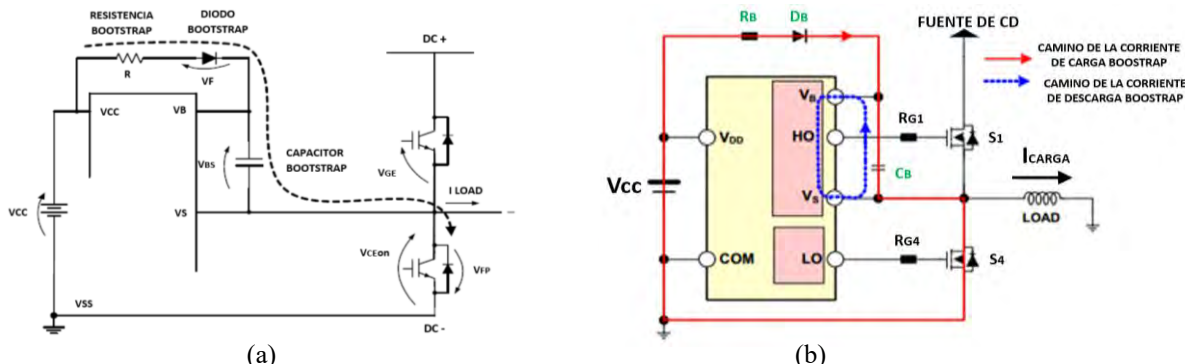 RESISTENCIA
BOOTSTRAP
DIODO
BOOTSTRAP
R
VF
VCC
VB
VBS
CAPACITOR
BOOTSTRAP
VS
VCC
VSS
DC +
VGE
I LOAD
VCEon
VFP
DC -
(a)
RB
DB
FUENTE DE CD
CAMINO DE LA CORRIENTE
DE CARGA BOOSTRAP
CAMINO DE LA CORRIENTE
DE DESCARGA BOOSTRAP
VB
RG1
VDD
HO
S1
ICARGA
Vcc
CB
VS
LOAD
RG4
COM
LO
S4
(b)